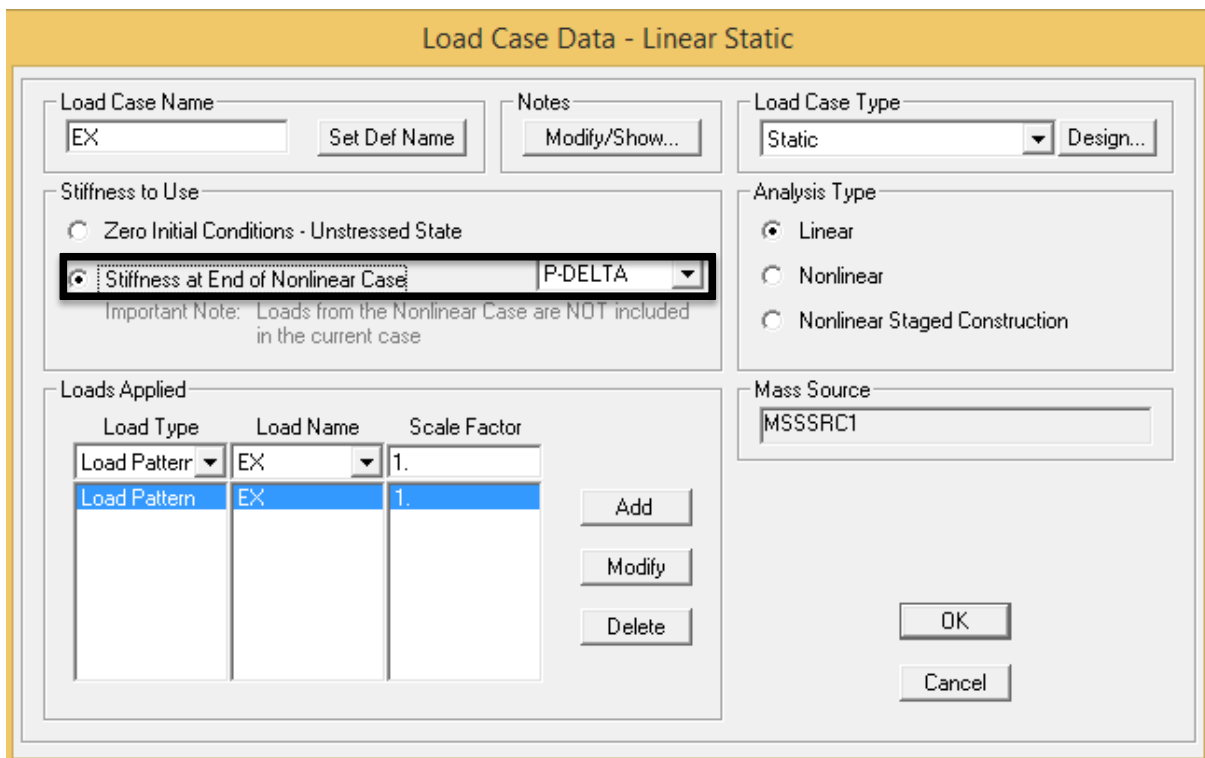 Load Case Data - Linear Static
Load Case Name
EX
Set Def Name
Notes
Modify/Show...
Load Case Type
Static
Design...
Stiffness to Use
Zero Initial Conditions - Unstressed State
Stiffness at End of Nonlinear Case
P-DELTA
Important Note: Loads from the Nonlinear Case are NOT included
in the current case
Analysis Type
Linear
Nonlinear
Nonlinear Staged Construction
Loads Applied
Load Type Load Name Scale Factor
Load Pattern EX 1.
Load Pattern EX 1.
Add
Modify
Delete
Mass Source
MSSSRC1
OK
Cancel